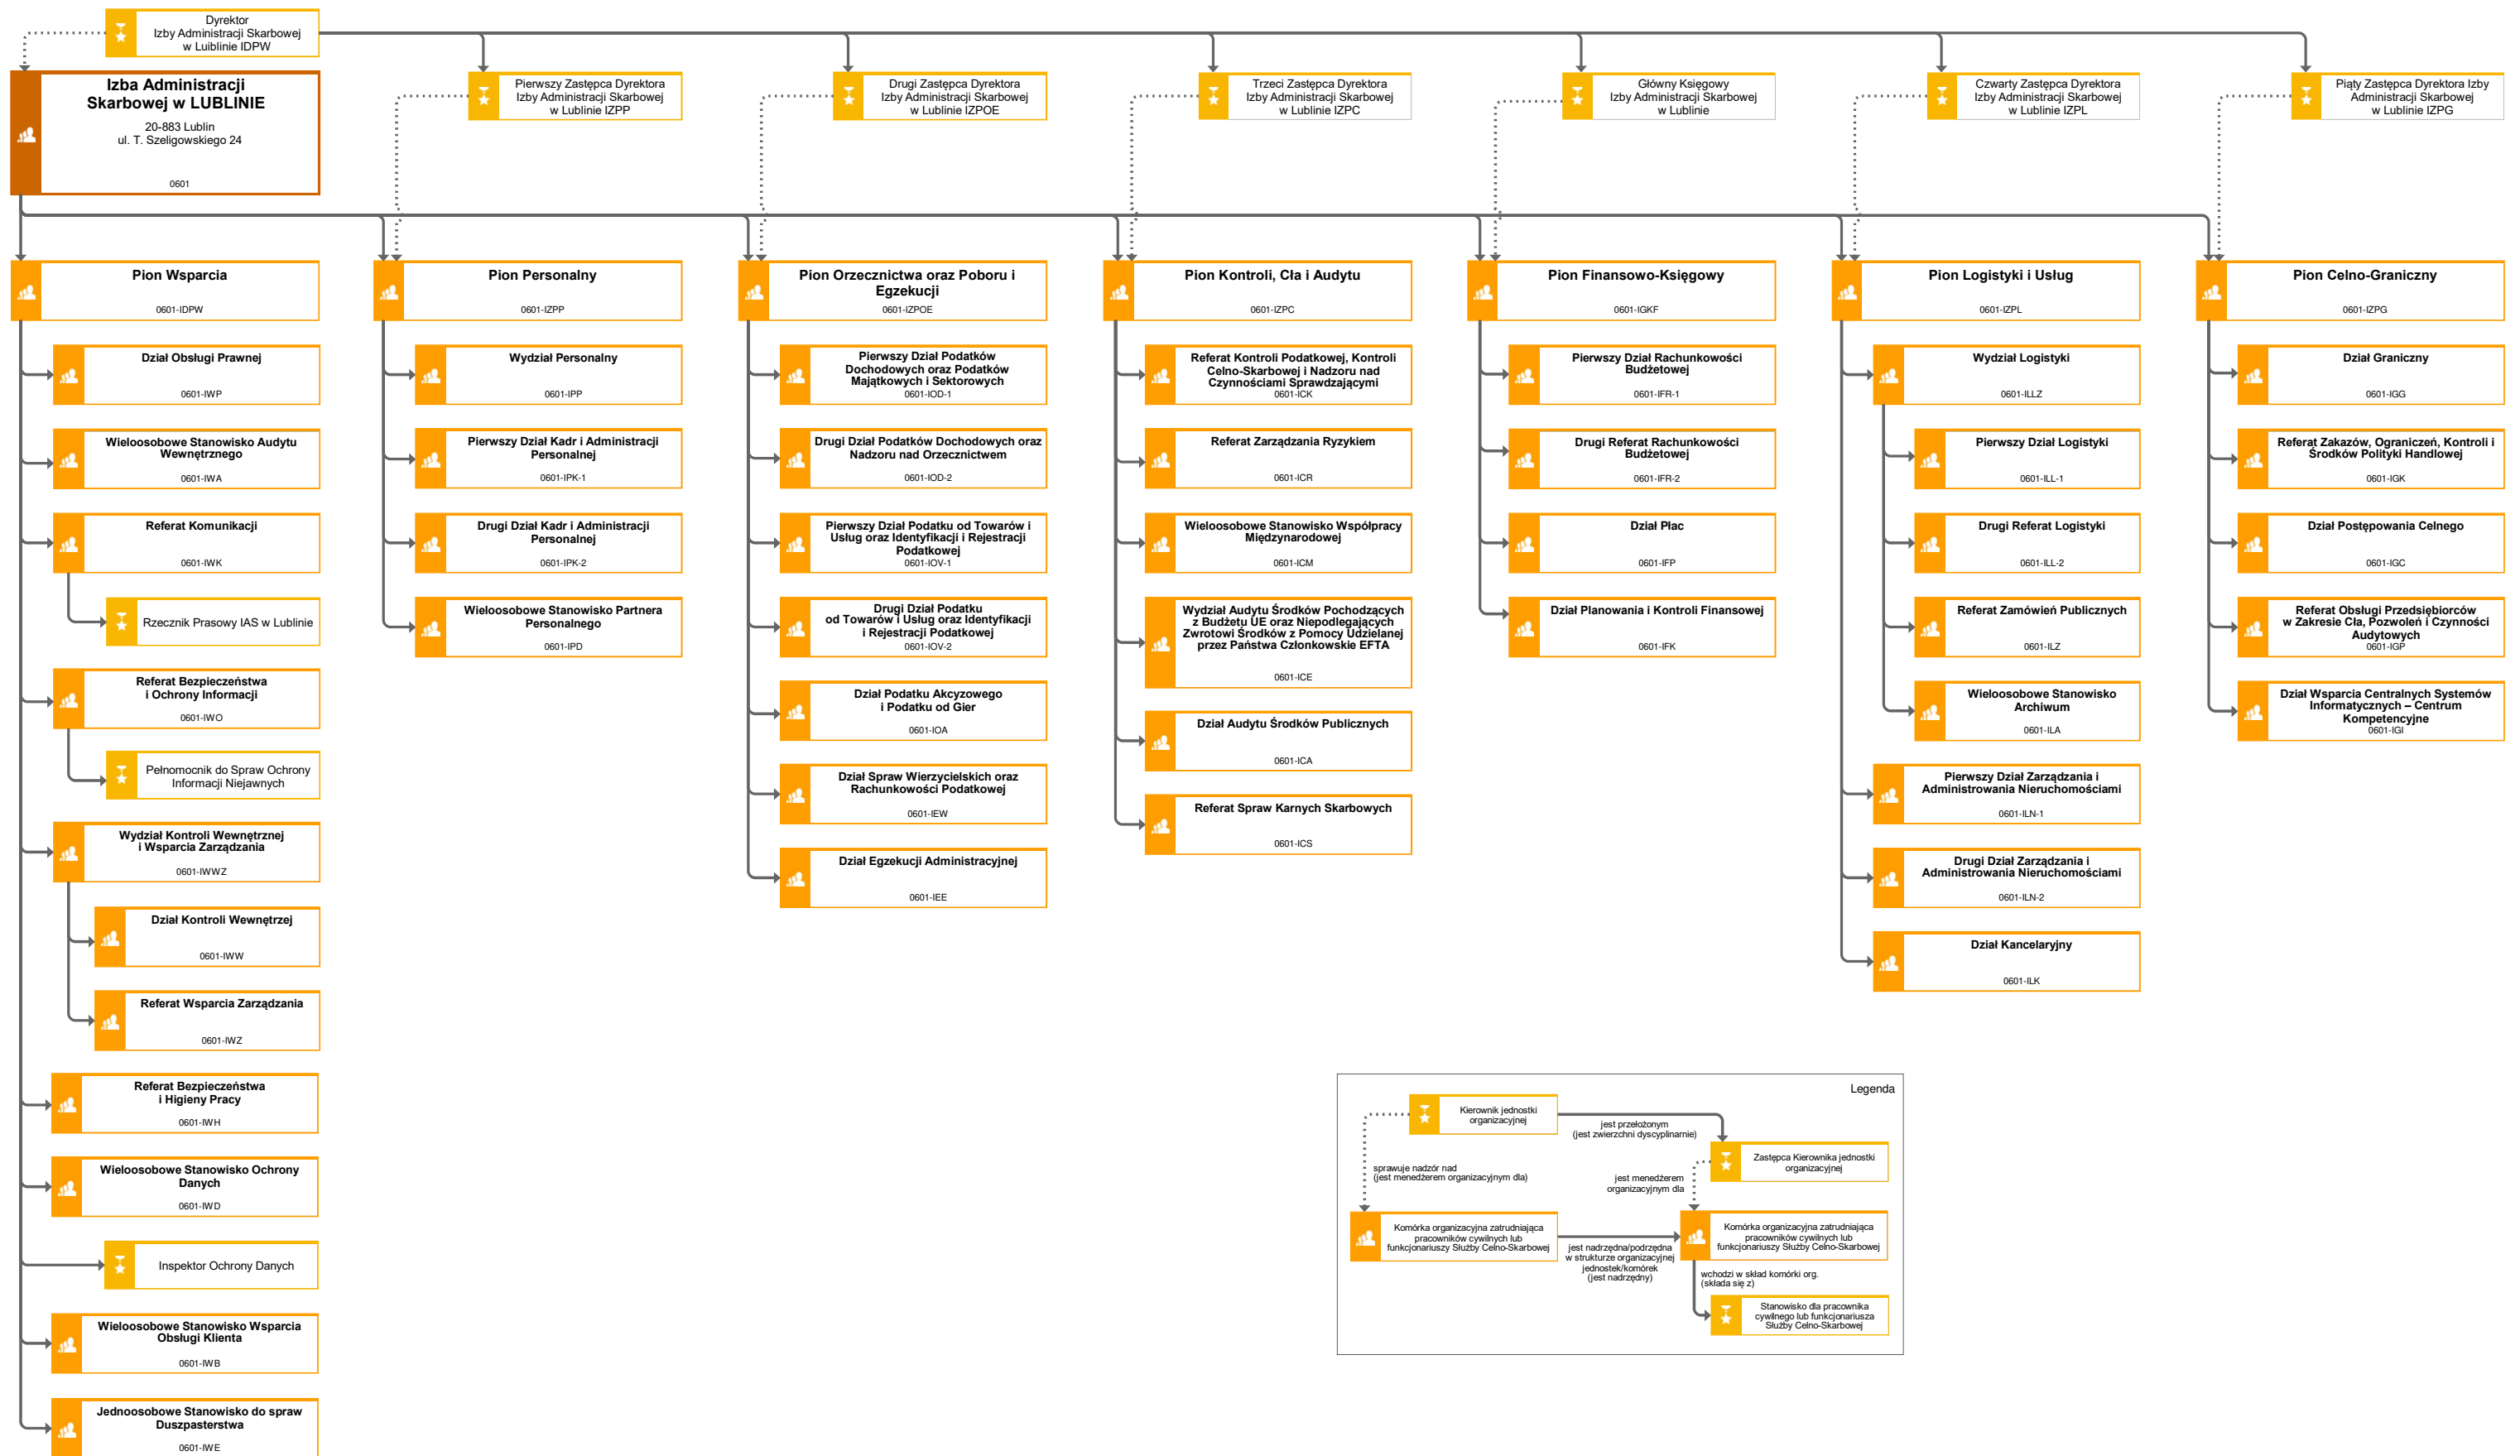 Dyrektor
Izby Administracji Skarbowej
w Luiblinie IDPW
Izba Administracji
Skarbowej w LUBLINIE
20-883 Lublin
ul. T. Szeligowskiego 24
0601
Pierwszy Zastępca Dyrektora
Izby Administracji Skarbowej
w Lublinie IZPP
Drugi Zastępca Dyrektora
Izby Administracji Skarbowej
w Lublinie IZPOE
Trzeci Zastępca Dyrektora
Izby Administracji Skarbowej
w Lublinie IZPC
Główny Księgowy
Izby Administracji Skarbowej
w Lublinie
Czwarty Zastępca Dyrektora
Izby Administracji Skarbowej
w Lublinie IZPL
Piąty Zastępca Dyrektora Izby
Administracji Skarbowej
w Lublinie IZPG
Pion Wsparcia
0601-IDPW
Dział Obsługi Prawnej
0601-IWP
Wieloosobowe Stanowisko Audytu
Wewnętrznego
0601-IWA
Referat Komunikacji
0601-IWK
Rzecznik Prasowy IAS w Lublinie
Referat Bezpieczeństwa
i Ochrony Informacji
0601-IWO
Pełnomocnik do Spraw Ochrony
Informacji Niejawnych
Wydział Kontroli Wewnętrznej
i Wsparcia Zarządzania
0601-IWWZ
Dział Kontroli Wewnętrzej
0601-IWW
Referat Wsparcia Zarządzania
0601-IWZ
Referat Bezpieczeństwa
i Higieny Pracy
0601-IWH
Wieloosobowe Stanowisko Ochrony
Danych
0601-IWD
Inspektor Ochrony Danych
Wieloosobowe Stanowisko Wsparcia
Obsługi Klienta
0601-IWB
Jednoosobowe Stanowisko do spraw
Duszpasterstwa
0601-IWE
Pion Personalny
0601-IZPP
Wydział Personalny
0601-IPP
Pierwszy Dział Kadr i Administracji
Personalnej
0601-IPK-1
Drugi Dział Kadr i Administracji
Personalnej
0601-IPK-2
Wieloosobowe Stanowisko Partnera
Personalnego
0601-IPD
Pion Orzecznictwa oraz Poboru i
Egzekucji
0601-IZPOE
Pierwszy Dział Podatków
Dochodowych oraz Podatków
Majątkowych i Sektorowych
0601-IOD-1
Drugi Dział Podatków Dochodowych oraz
Nadzoru nad Orzecznictwem
0601-IOD-2
Pierwszy Dział Podatku od Towarów i
Usług oraz Identyfikacji i Rejestracji
Podatkowej
0601-IOV-1
Drugi Dział Podatku
od Towarów i Usług oraz Identyfikacji
i Rejestracji Podatkowej
0601-IOV-2
Dział Podatku Akcyzowego
i Podatku od Gier
0601-IOA
Dział Spraw Wierzycielskich oraz
Rachunkowości Podatkowej
0601-IEW
Dział Egzekucji Administracyjnej
0601-IEE
Pion Kontroli, Cła i Audytu
0601-IZPC
Referat Kontroli Podatkowej, Kontroli
Celno-Skarbowej i Nadzoru nad
Czynnościami Sprawdzającymi
0601-ICK
Referat Zarządzania Ryzykiem
0601-ICR
Wieloosobowe Stanowisko Współpracy
Międzynarodowej
0601-ICM
Wydział Audytu Środków Pochodzących
z Budżetu UE oraz Niepodlegających
Zwrotowi Środków z Pomocy Udzielanej
przez Państwa Członkowskie EFTA
0601-ICE
Dział Audytu Środków Publicznych
0601-ICA
Referat Spraw Karnych Skarbowych
0601-ICS
Pion Finansowo-Księgowy
0601-IGKF
Pierwszy Dział Rachunkowości
Budżetowej
0601-IFR-1
Drugi Referat Rachunkowości
Budżetowej
0601-IFR-2
Dział Płac
0601-IFP
Dział Planowania i Kontroli Finansowej
0601-IFK
Pion Logistyki i Usług
0601-IZPL
Wydział Logistyki
0601-ILLZ
Pierwszy Dział Logistyki
0601-ILL-1
Drugi Referat Logistyki
0601-ILL-2
Referat Zamówień Publicznych
0601-ILZ
Wieloosobowe Stanowisko
Archiwum
0601-ILA
Pierwszy Dział Zarządzania i
Administrowania Nieruchomościami
0601-ILN-1
Drugi Dział Zarządzania i
Administrowania Nieruchomościami
0601-ILN-2
Dział Kancelaryjny
0601-ILK
Pion Celno-Graniczny
0601-IZPG
Dział Graniczny
0601-IGG
Referat Zakazów, Ograniczeń, Kontroli i
Środków Polityki Handlowej
0601-IGK
Dział Postępowania Celnego
0601-IGC
Referat Obsługi Przedsiębiorców
w Zakresie Cła, Pozwoleń i Czynności
Audytowych
0601-IGP
Dział Wsparcia Centralnych Systemów
Informatycznych – Centrum
Kompetencyjne
0601-IGI
Legenda
Kierownik jednostki
organizacyjnej
jest przełożonym
(jest zwierzchni dyscyplinarnie)
Zastępca Kierownika jednostki
organizacyjnej
sprawuje nadzór nad
(jest menedżerem organizacyjnym dla)
jest menedżerem
organizacyjnym dla
Komórka organizacyjna zatrudniająca
pracowników cywilnych lub
funkcjonariuszy Służby Celno-Skarbowej
jest nadrzędna/podrzędna
w strukturze organizacyjnej
jednostek/komórek
(jest nadrzędny)
Komórka organizacyjna zatrudniająca
pracowników cywilnych lub
funkcjonariuszy Służby Celno-Skarbowej
wchodzi w skład komórki org.
(składa się z)
Stanowisko dla pracownika
cywilnego lub funkcjonariusza
Służby Celno-Skarbowej